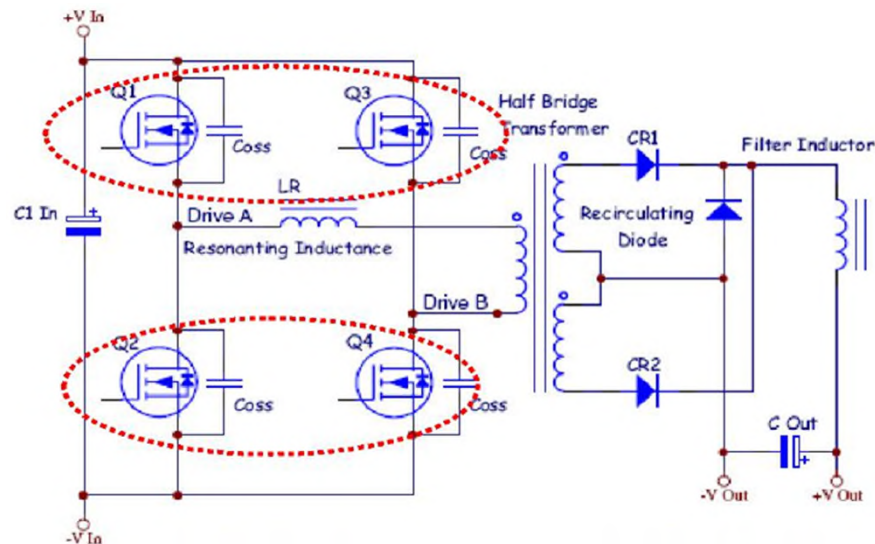 +V In
Q1
Q3
Coss
Coss
Half Bridge
Transformer
CR1
Filter Inductor
LR
C1 In
+
Drive A
Resonanting Inductance
Recirculating
Diode
Drive B
Q2
Q4
Coss
Coss
CR2
C Out
+
-V In
-V Out
+V Out